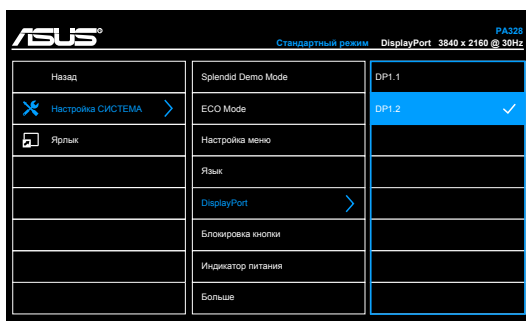 ASUS
PA328
Стандартный режим DisplayPort 3840 x 2160 @ 30Hz
Назад
Настройка СИСТЕМА
Ярлык
Splendid Demo Mode
ECO Mode
Настройка меню
Язык
DisplayPort
Блокировка кнопки
Индикатор питания
Больше
DP1.1
DP1.2